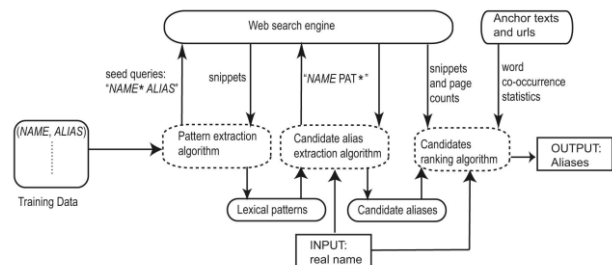 Web search engine
Anchor texts
and urls
seed queries:
"NAME* ALIAS"
snippets
"NAME PAT*"
snippets
and page
counts
word
co-occurrence
statistics
(NAME, ALIAS)
Pattern extraction
algorithm
Candidate alias
extraction algorithm
Candidates
ranking algorithm
OUTPUT:
Aliases
Training Data
Lexical patterns
Candidate aliases
INPUT:
real name